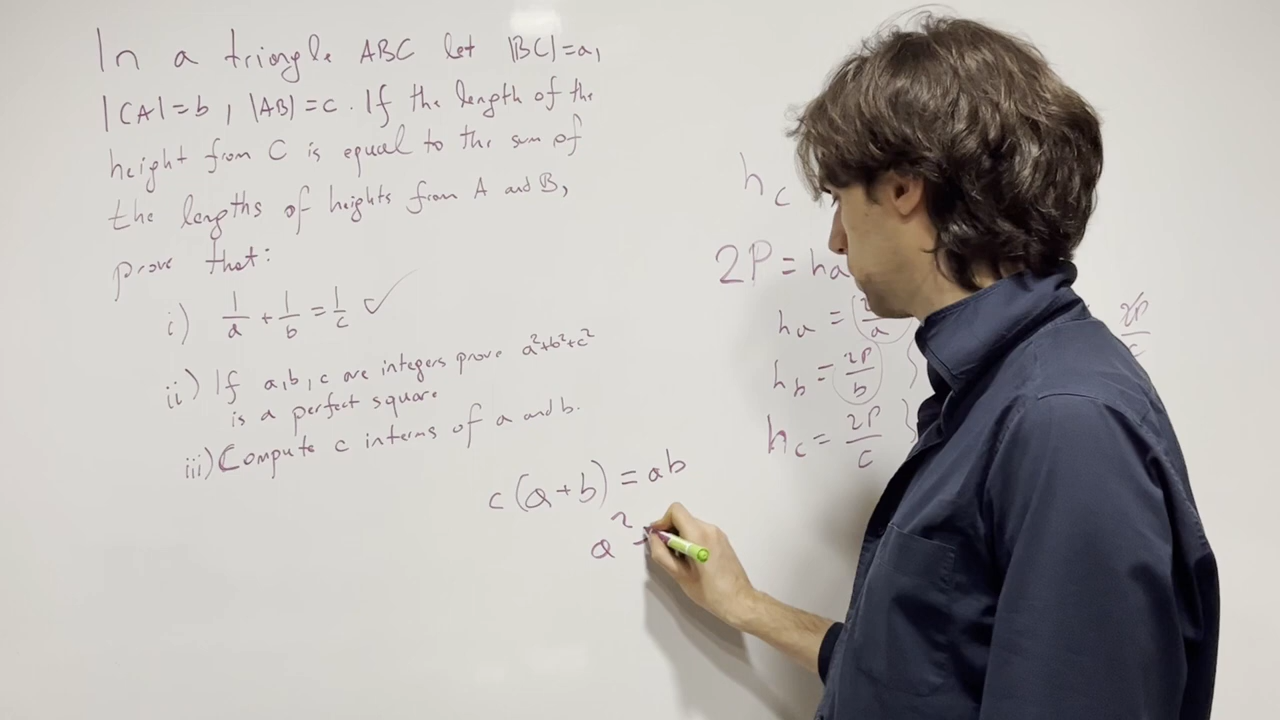 In a triangle ABC let |BC|=a,
|CA|=b, |AB|=c. If the length of the
height from C is equal to the sum of
the lengths of heights from A and B,
prove that:
i) 1/a + 1/b = 1/c ✓
ii) If a,b,c are integers prove a²+b²+c²
is a perfect square
iii) Compute c interms of a and b.
c(a+b)=ab
a²
h_c
2P=ha
h_a = 2P/a
h_b = 2P/b
h_c = 2P/c
2P/c